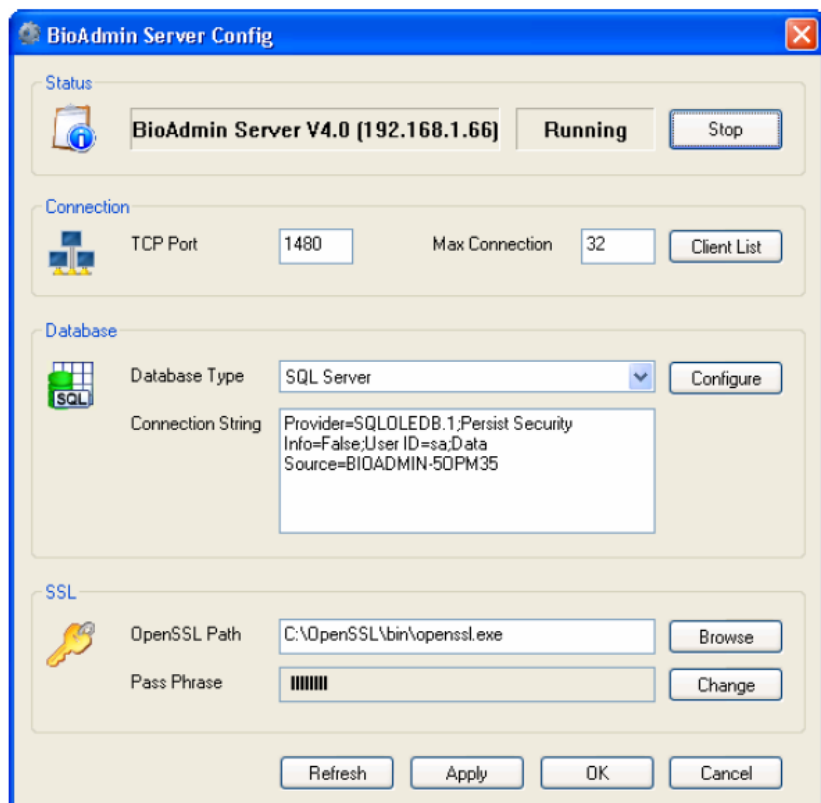 BioAdmin Server Config
Status
BioAdmin Server V4.0 (192.168.1.66)
Running
Stop
Connection
TCP Port
1480
Max Connection
32
Client List
Database
SQL
Database Type
SQL Server
Configure
Connection String
Provider=SQLOLEDB.1;Persist Security
Info=False;User ID=sa;Data
Source=BIOADMIN-5OPM35
SSL
OpenSSL Path
C:\OpenSSL\bin\openssl.exe
Browse
Pass Phrase
Change
Refresh
Apply
OK
Cancel